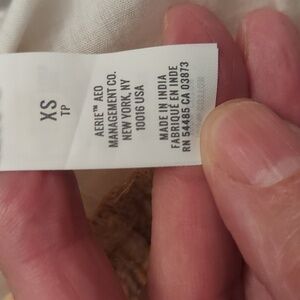 XS
TP
AERIE™ AEO
MANAGEMENT CO.
NEW YORK, NY
10016 USA
MADE IN INDIA
FABRIQUÉ EN INDE
RN 54485 CA 03873